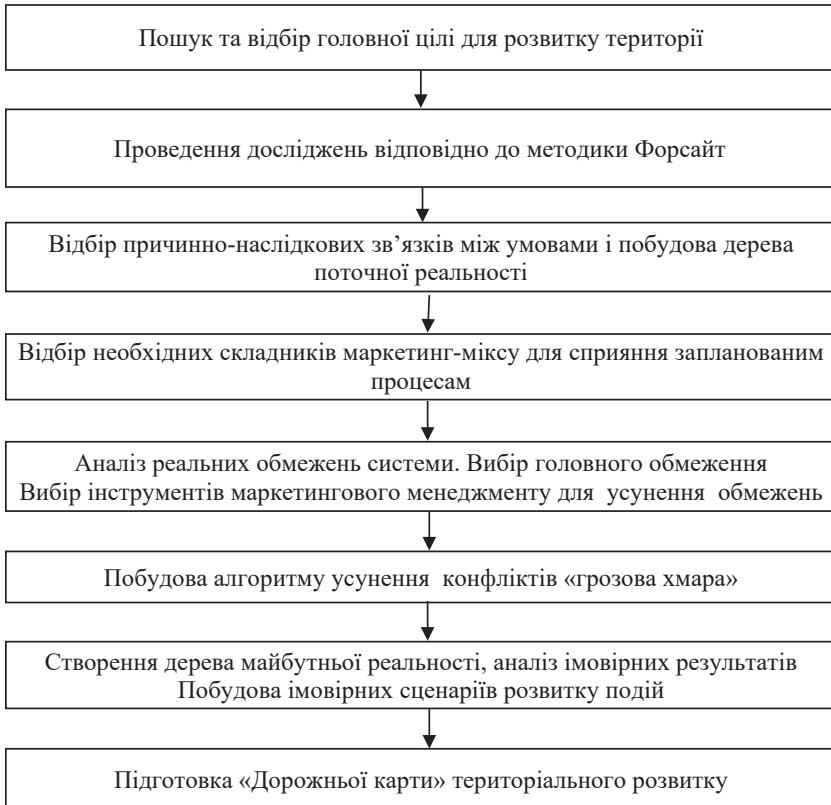 Пошук та відбір головної цілі для розвитку території
Проведення досліджень відповідно до методики Форсайт
Відбір причинно-наслідкових зв’язків між умовами і побудова дерева
поточної реальності
Відбір необхідних складників маркетинг-міксу для сприяння запланованим
процесам
Аналіз реальних обмежень системи. Вибір головного обмеження
Вибір інструментів маркетингового менеджменту для усунення обмежень
Побудова алгоритму усунення конфліктів «грозова хмара»
Створення дерева майбутньої реальності, аналіз імовірних результатів
Побудова імовірних сценаріїв розвитку подій
Підготовка «Дорожньої карти» територіального розвитку